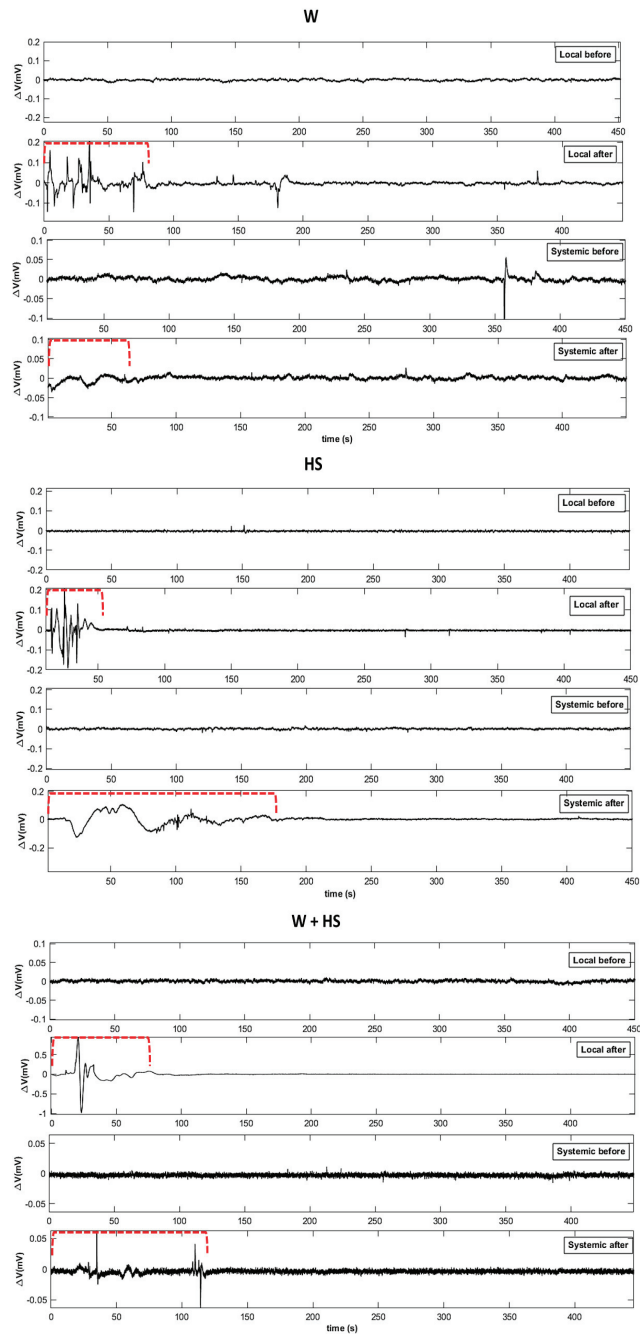 W
0.2
0.1
0
-0.1
-0.2
ΔV(mV)
Local before
0 50 100 150 200 250 300 350 400 450
0.2
0.1
0
-0.1
ΔV(mV)
Local after
0 50 100 150 200 250 300 350 400 450
0.1
0.05
0
-0.05
-0.1
ΔV(mV)
Systemic before
50 100 150 200 250 300 350 400 450
0.1
0.05
0
-0.05
-0.1
ΔV(mV)
Systemic after
50 100 150 200 250 300 350 400
time (s)
HS
0.2
0.1
0
-0.1
-0.2
ΔV(mV)
Local before
0 50 100 150 200 250 300 350 400
0.2
0.1
0
-0.1
-0.2
ΔV(mV)
Local after
0 50 100 150 200 250 300 350 400 450
0.2
0.1
0
-0.1
-0.2
ΔV(mV)
Systemic before
0 50 100 150 200 250 300 350 400
0.2
0
-0.2
ΔV(mV)
Systemic after
50 100 150 200 250 300 350 400 450
time (s)
W + HS
0.1
0.05
0
-0.05
-0.1
ΔV(mV)
Local before
0 50 100 150 200 250 300 350 400 450
0.5
0
-0.5
-1
ΔV(mV)
Local after
0 50 100 150 200 250 300 350 400
0.05
0
-0.05
ΔV(mV)
Systemic before
0 50 100 150 200 250 300 350 400
0.05
0
-0.05
ΔV(mV)
Systemic after
0 50 100 150 200 250 300 350 400
time (s)